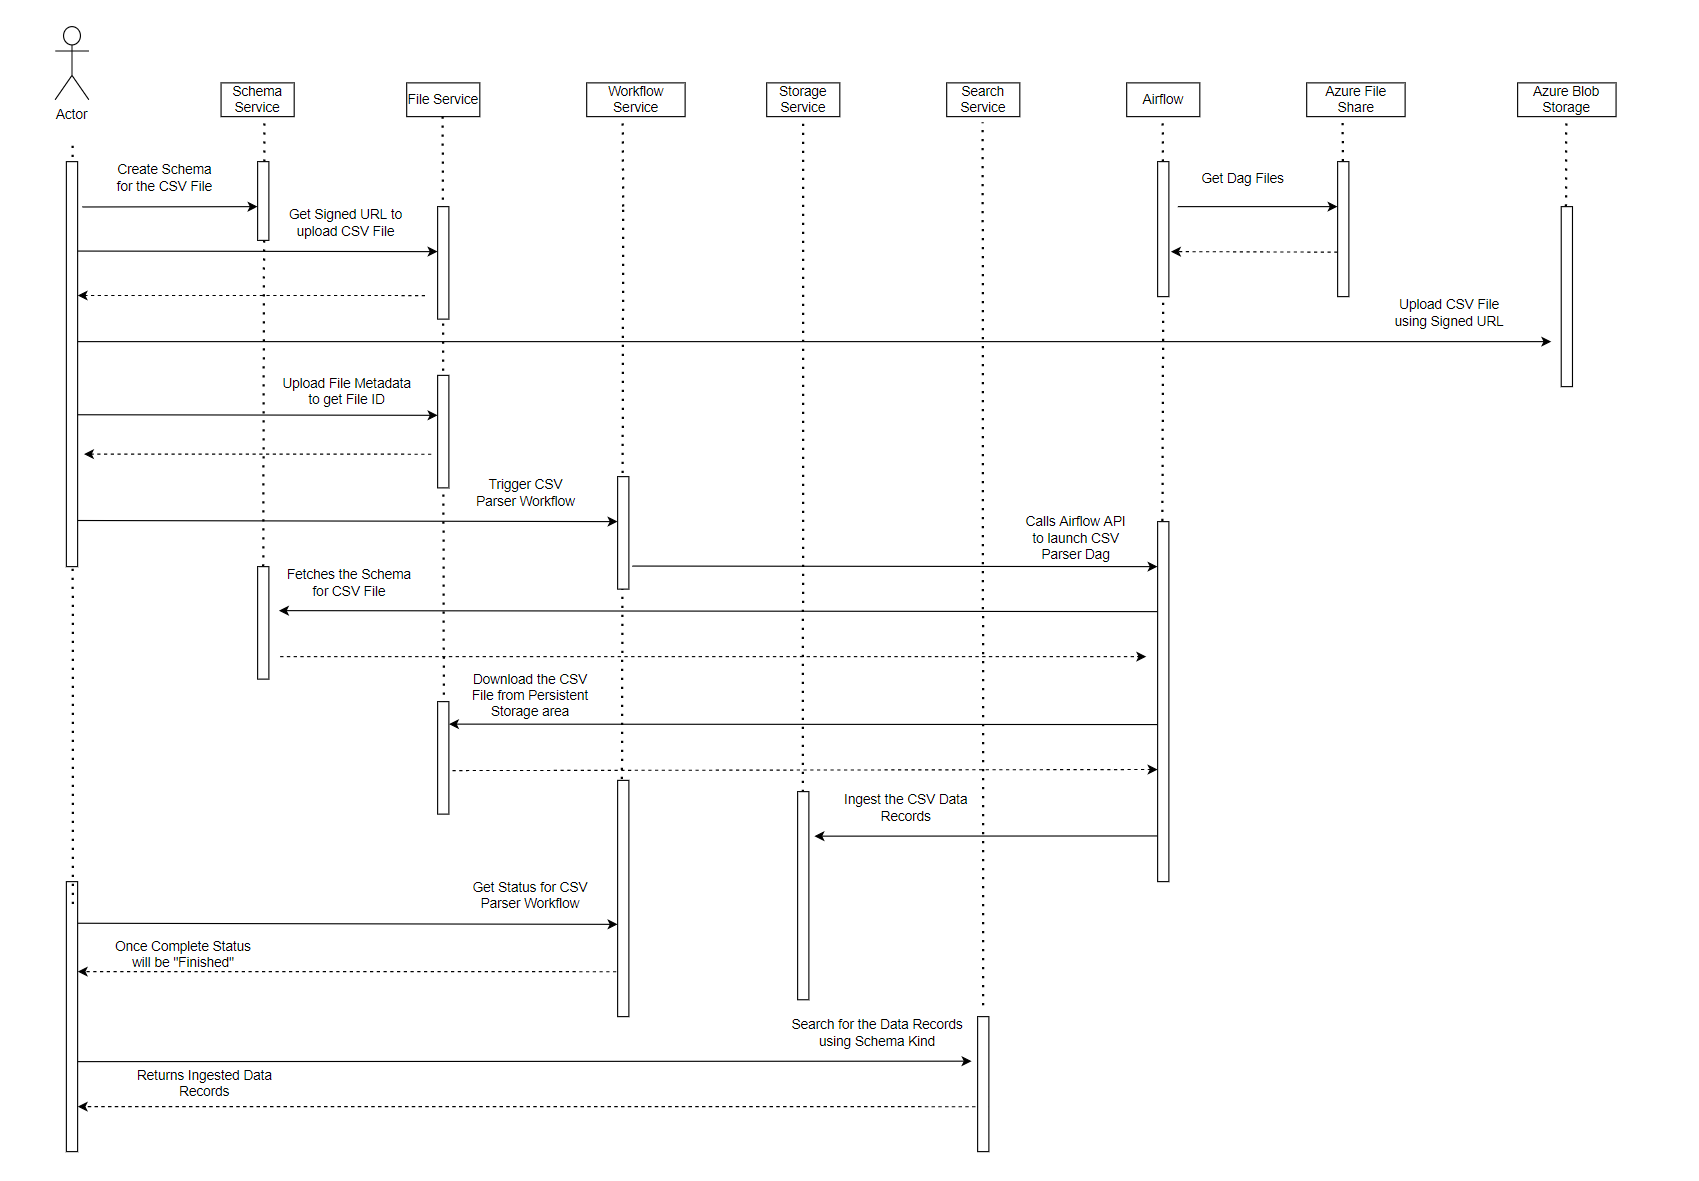 Actor
Schema
Service
File Service
Workflow
Service
Storage
Service
Search
Service
Airflow
Azure File
Share
Azure Blob
Storage
Create Schema
for the CSV File
Get Dag Files
Get Signed URL to
upload CSV File
Upload CSV File
using Signed URL
Upload File Metadata
to get File ID
Trigger CSV
Parser Workflow
Calls Airflow API
to launch CSV
Parser Dag
Fetches the Schema
for CSV File
Download the CSV
File from Persistent
Storage area
Ingest the CSV Data
Records
Get Status for CSV
Parser Workflow
Once Complete Status
will be "Finished"
Search for the Data Records
using Schema Kind
Returns Ingested Data
Records